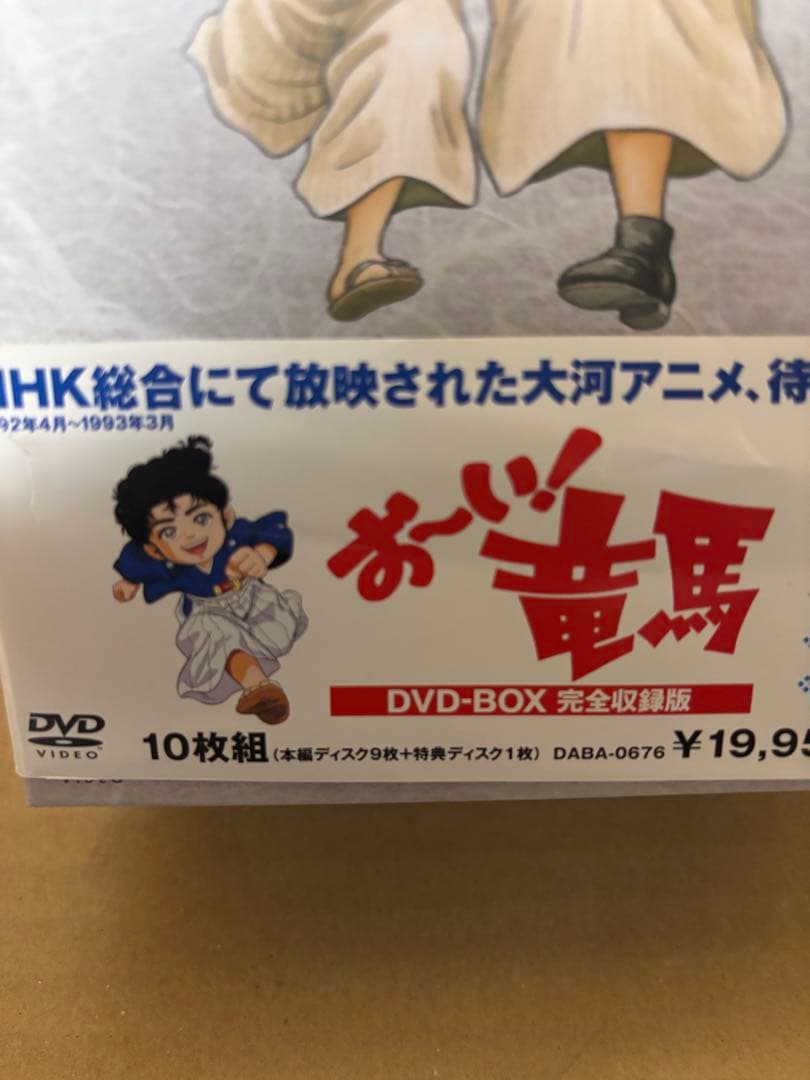 NHK総合にて放映された大河アニメ、待
92年4月~1993年3月
お~い!竜馬
DVD-BOX 完全収録版
DVD
VIDEO
10枚組(本編ディスク9枚+特典ディスク1枚) DABA-0676 ¥19,95
VIDEO